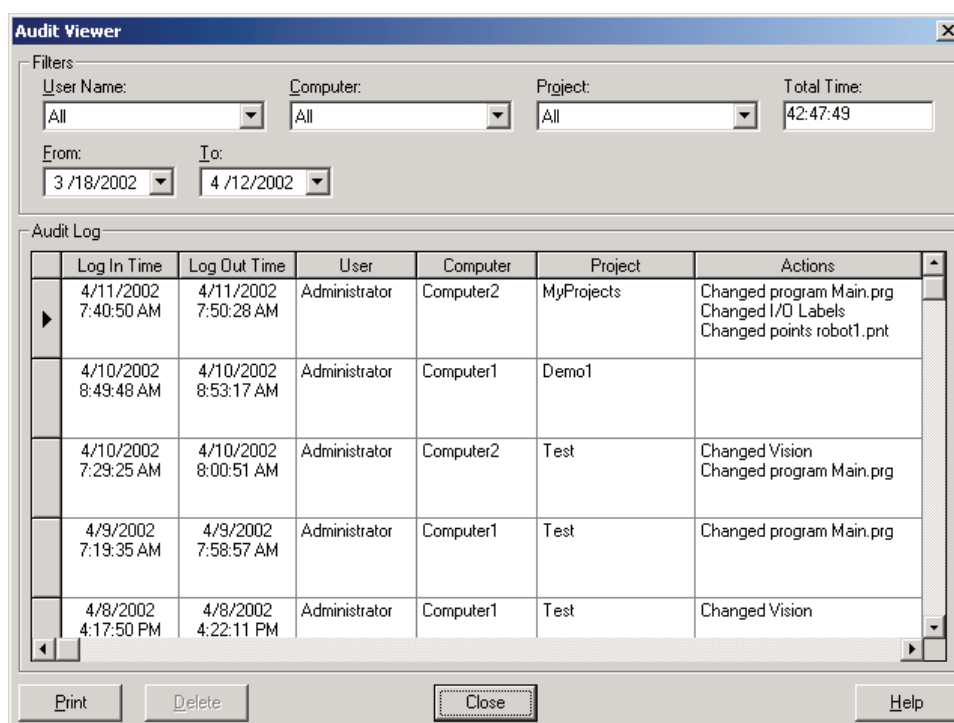 Audit Viewer
Filters
User Name: Computer: Project: Total Time:
All All All 42:47:49
From: To:
3 /18/2002 4 /12/2002
Audit Log
Log In Time Log Out Time User Computer Project Actions
4/11/2002 4/11/2002 Administrator Computer2 MyProjects Changed program Main.prg
7:40:50 AM 7:50:28 AM Changed I/O Labels
Changed points robot1.pnt
4/10/2002 4/10/2002 Administrator Computer1 Demo1
8:49:48 AM 8:53:17 AM
4/10/2002 4/10/2002 Administrator Computer2 Test Changed Vision
7:29:25 AM 8:00:51 AM Changed program Main.prg
4/9/2002 4/9/2002 Administrator Computer1 Test Changed program Main.prg
7:19:35 AM 7:58:57 AM
4/8/2002 4/8/2002 Administrator Computer1 Test Changed Vision
4:17:50 PM 4:22:11 PM
Print Delete Close Help